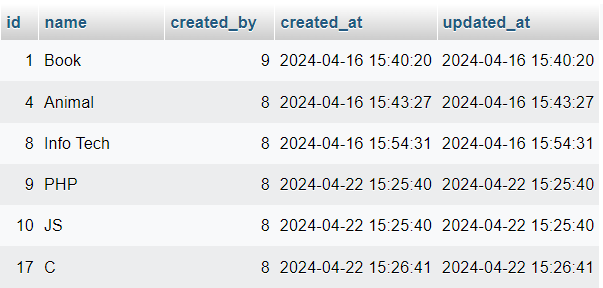 id name created_by created_at updated_at
1 Book 9 2024-04-16 15:40:20 2024-04-16 15:40:20
4 Animal 8 2024-04-16 15:43:27 2024-04-16 15:43:27
8 Info Tech 8 2024-04-16 15:54:31 2024-04-16 15:54:31
9 PHP 8 2024-04-22 15:25:40 2024-04-22 15:25:40
10 JS 8 2024-04-22 15:25:40 2024-04-22 15:25:40
17 C 8 2024-04-22 15:26:41 2024-04-22 15:26:41